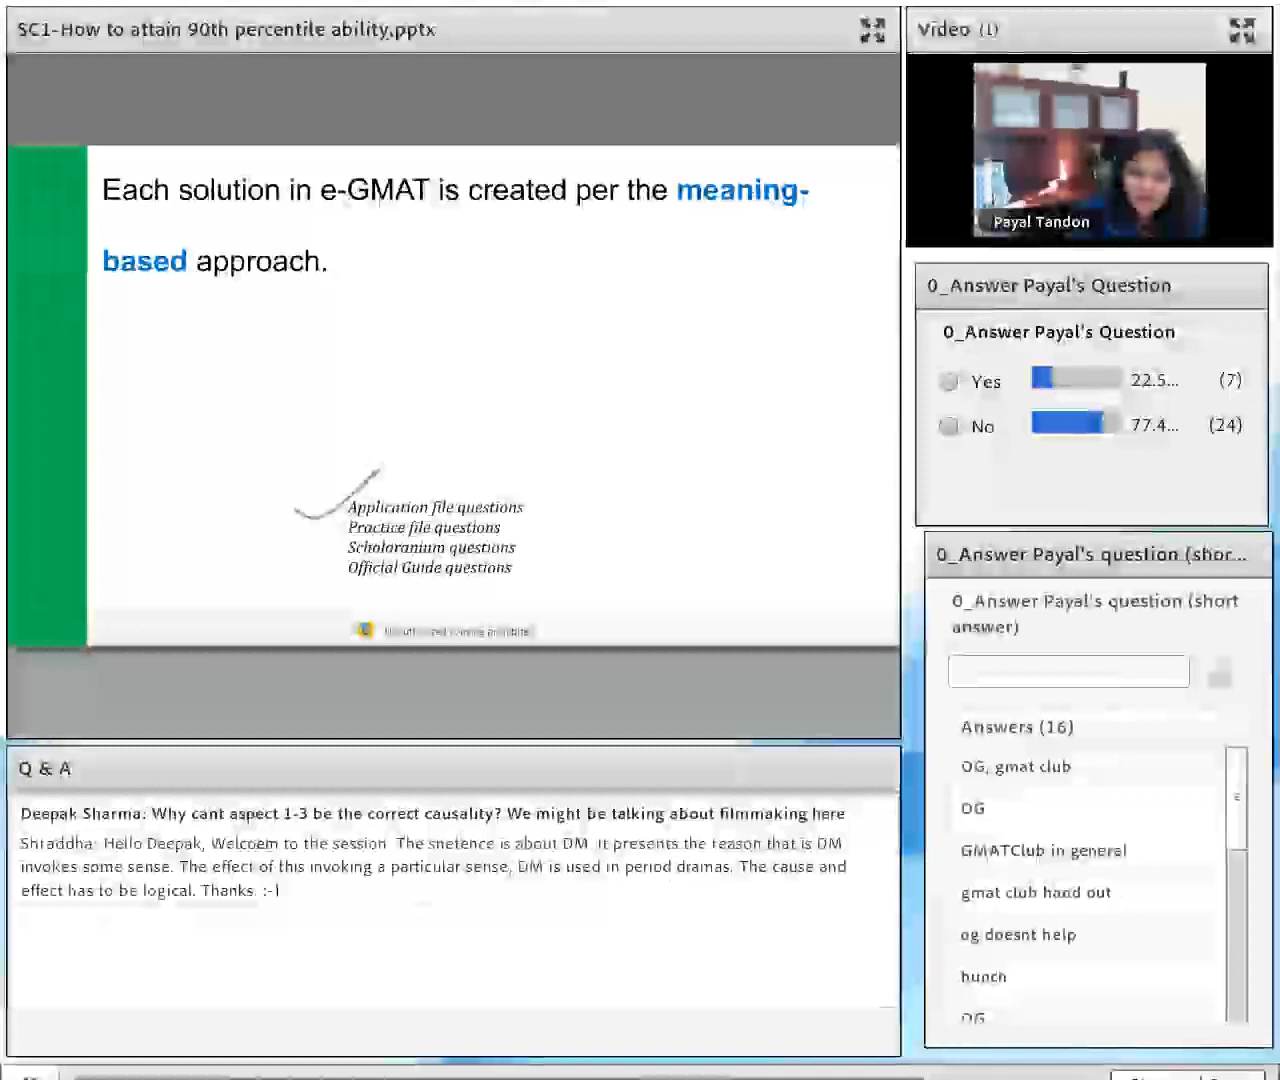 SC1-How to attain 90th percentile ability.pptx
Each solution in e-GMAT is created per the meaning-
based approach.
Application file questions
Practice file questions
Scholaranium questions
Official Guide questions
Q & A
Deepak Sharma: Why cant aspect 1-3 be the correct causality? We might be talking about filmmaking here
Shraddha: Hello Deepak, Welcoem to the session. The snetence is about DM. It presents the reason that is DM
invokes some sense. The effect of this invoking a particular sense, DM is used in period dramas. The cause and
effect has to be logical. Thanks. :-)
Video (1)
Payal Tandon
0_Answer Payal's Question
0_Answer Payal's Question
Yes 22.5... (7)
No 77.4... (24)
0_Answer Payal's question (shor...
0_Answer Payal's question (short
answer)
Answers (16)
OG, gmat club
OG
GMATClub in general
gmat club hand out
og doesnt help
hunch
OG